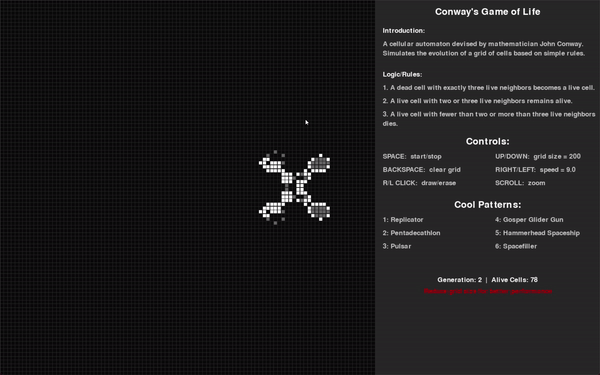 Conway's Game of Life
Introduction:
A cellular automaton devised by mathematician John Conway.
Simulates the evolution of a grid of cells based on simple rules.
Logic/Rules:
1. A dead cell with exactly three live neighbors becomes a live cell.
2. A live cell with two or three live neighbors remains alive.
3. A live cell with fewer than two or more than three live neighbors
dies.
Controls:
SPACE: start/stop UP/DOWN: grid size = 200
BACKSPACE: clear grid RIGHT/LEFT: speed = 9.0
R/L CLICK: draw/erase SCROLL: zoom
Cool Patterns:
1: Replicator 4: Gosper Glider Gun
2: Pentadecathlon 5: Hammerhead Spaceship
3: Pulsar 6: Spacefiller
Generation: 2 | Alive Cells: 78